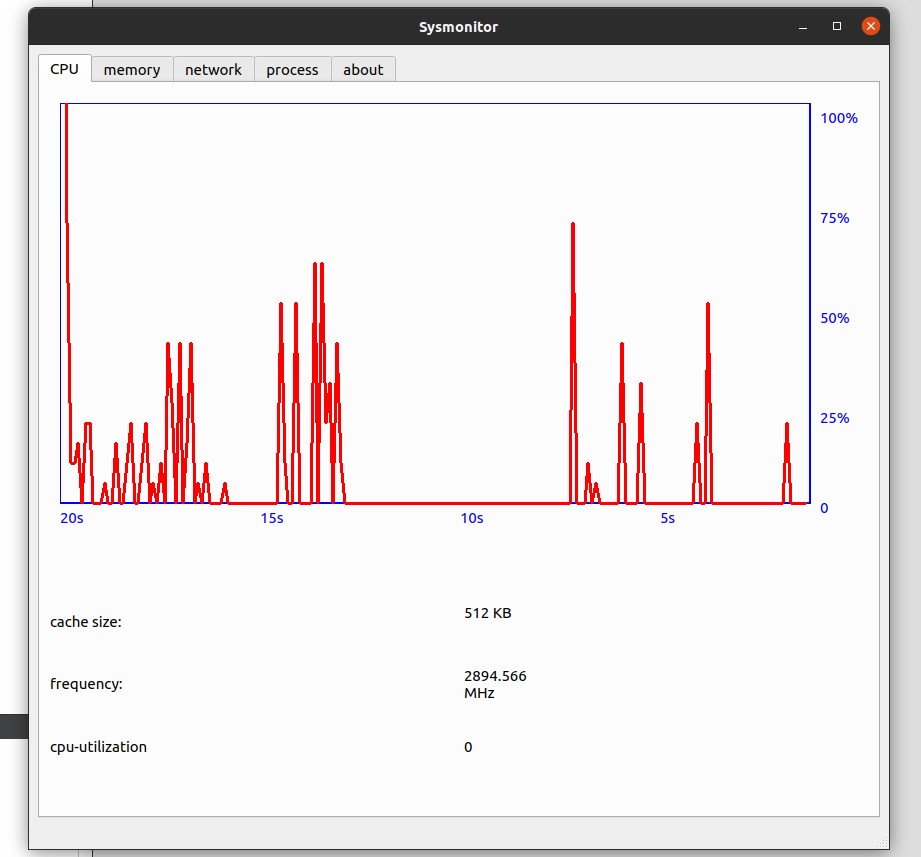 Sysmonitor
CPU
memory
network
process
about
100%
75%
50%
25%
0
20s
15s
10s
5s
cache size:
512 KB
frequency:
2894.566
MHz
cpu-utilization
0